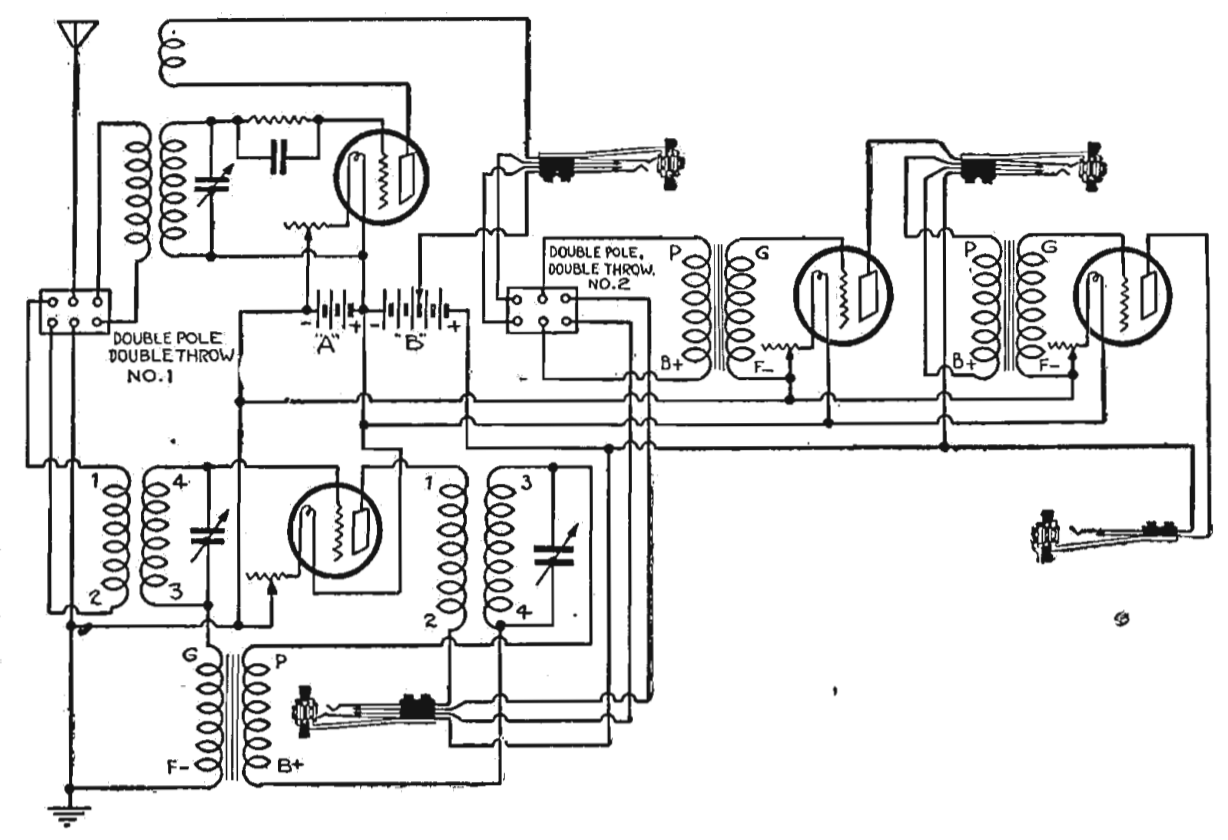 DOUBLE POLE,
DOUBLE THROW.
NO.2
P
G
B+
F-
P
G
B+
F-
- "A" + - "B" +
DOUBLE POLE
DOUBLE THROW
NO.1
1
4
2
3
1
3
2
4
G
P
F-
B+